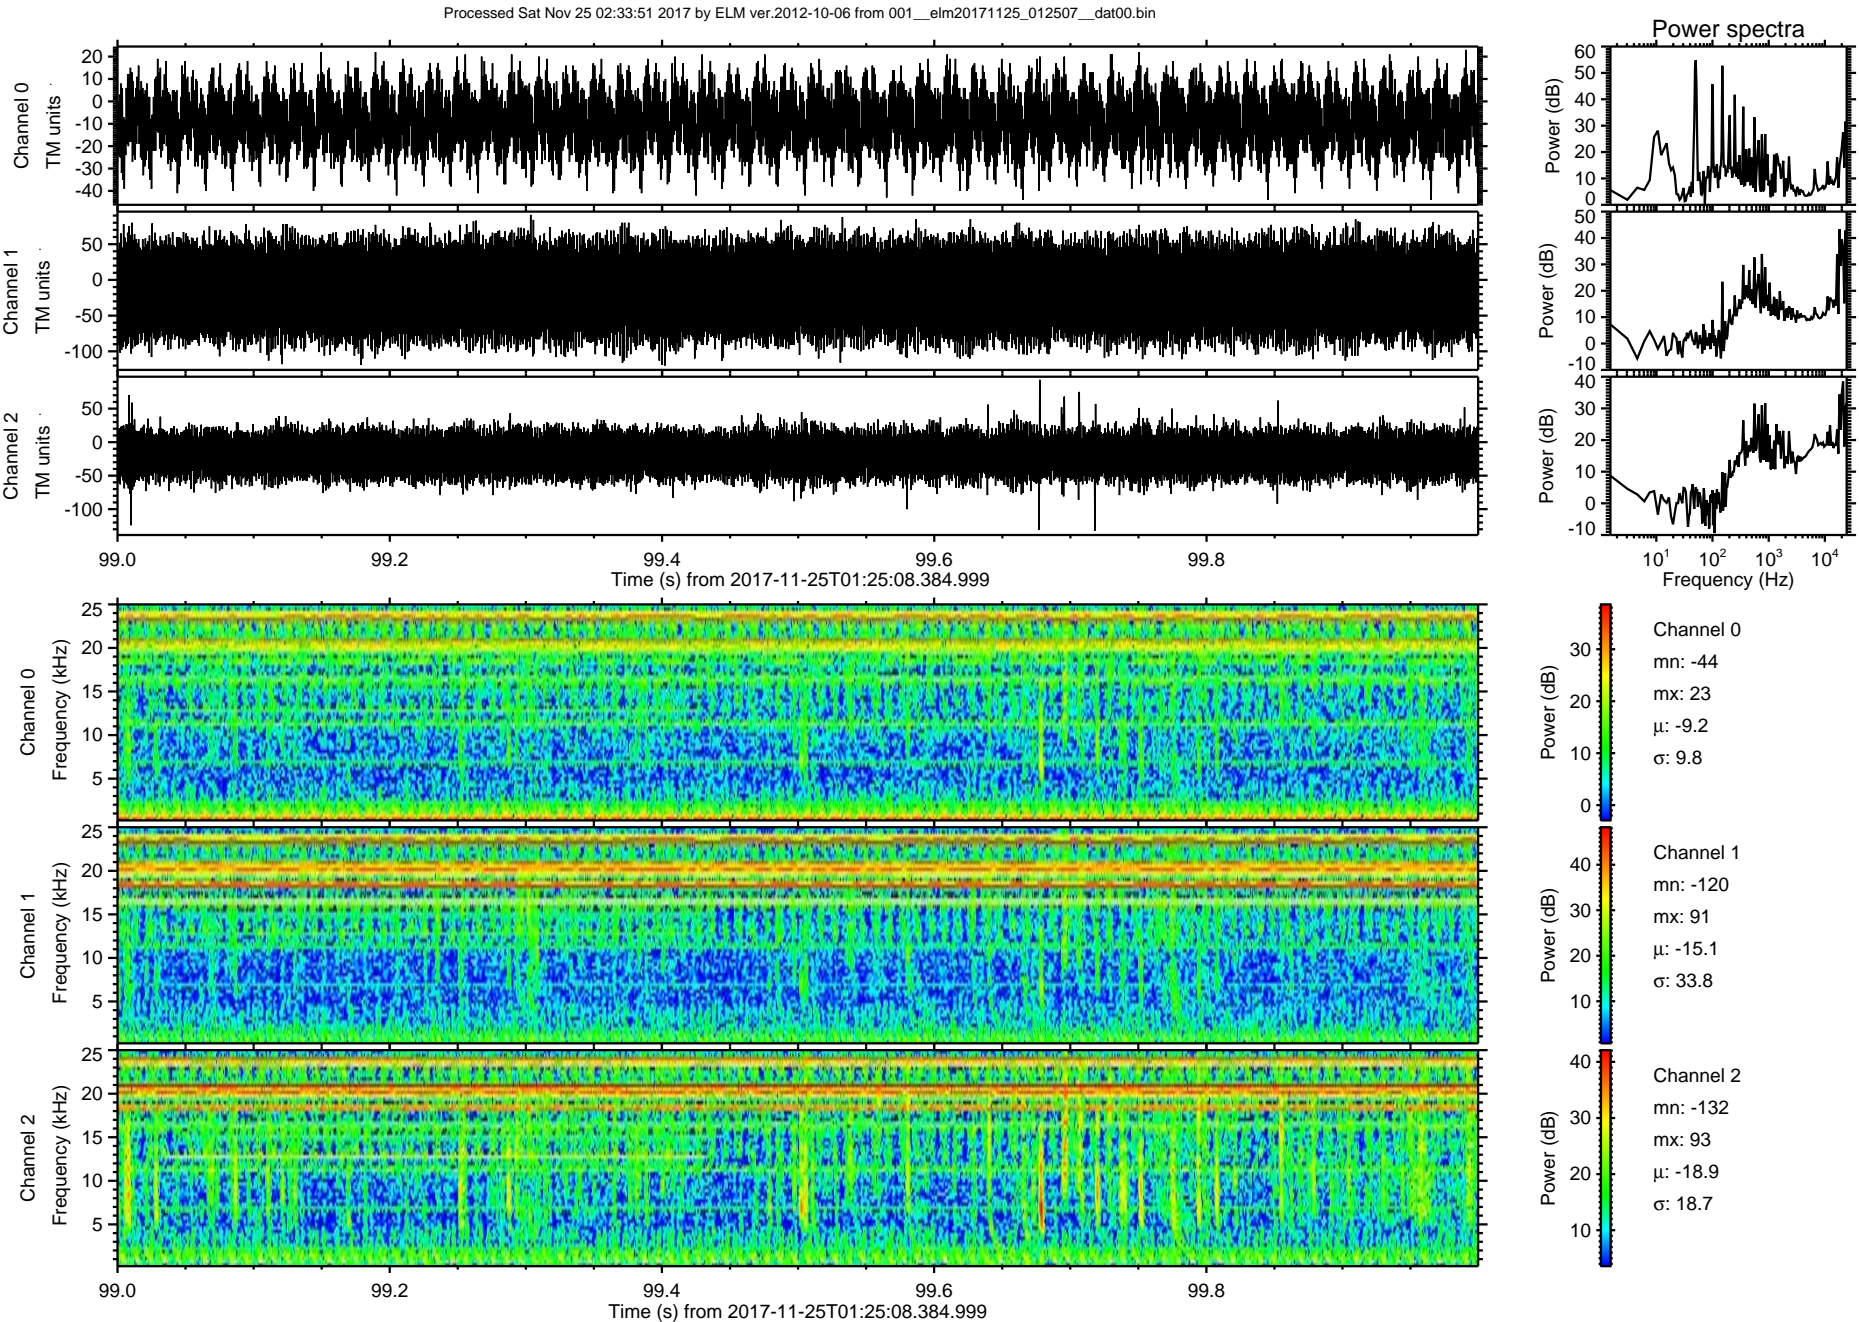 Processed Sat Nov 25 02:33:51 2017 by ELM ver.2012-10-06 from 001__elm20171125_012507__dat00.bin
Power spectra
Channel 0
TM units
20
10
0
-10
-20
-30
-40
Power (dB)
60
50
40
30
20
10
0
Channel 1
TM units
50
0
-50
-100
Power (dB)
50
40
30
20
10
0
-10
Channel 2
TM units
50
0
-50
-100
Power (dB)
40
30
20
10
0
-10
99.0 99.2 99.4 99.6 99.8
Time (s) from 2017-11-25T01:25:08.384.999
10^1 10^2 10^3 10^4
Frequency (Hz)
Channel 0
Frequency (kHz)
25
20
15
10
5
Power (dB)
30
20
10
0
Channel 0
mn: -44
mx: 23
μ: -9.2
σ: 9.8
Channel 1
Frequency (kHz)
25
20
15
10
5
Power (dB)
40
30
20
10
Channel 1
mn: -120
mx: 91
μ: -15.1
σ: 33.8
Channel 2
Frequency (kHz)
25
20
15
10
5
Power (dB)
40
30
20
10
Channel 2
mn: -132
mx: 93
μ: -18.9
σ: 18.7
99.0 99.2 99.4 99.6 99.8
Time (s) from 2017-11-25T01:25:08.384.999